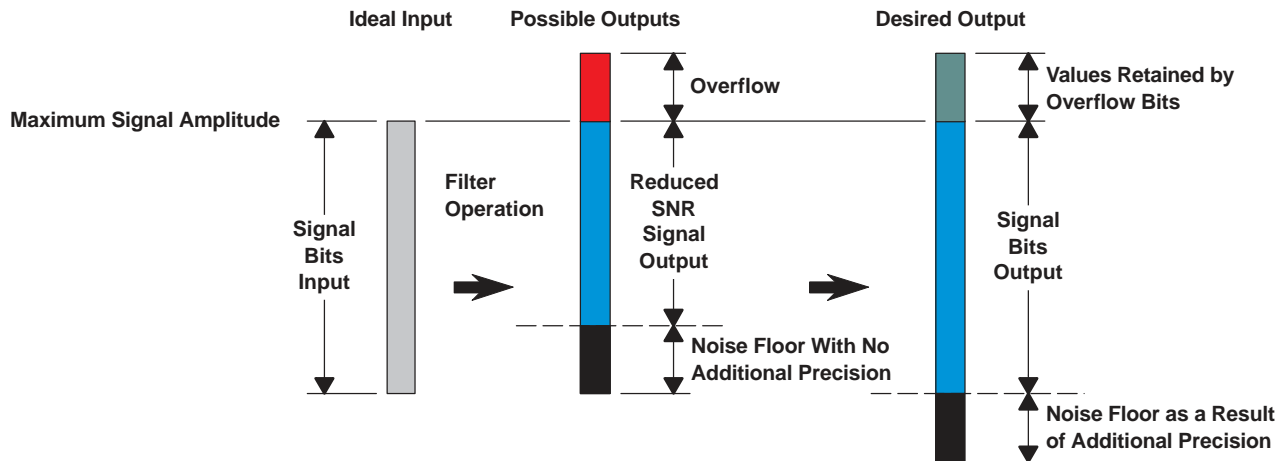 Ideal Input
Possible Outputs
Desired Output
Maximum Signal Amplitude
Overflow
Values Retained by
Overflow Bits
Signal
Bits
Input
Filter
Operation
Reduced
SNR
Signal
Output
Signal
Bits
Output
Noise Floor With No
Additional Precision
Noise Floor as a Result
of Additional Precision